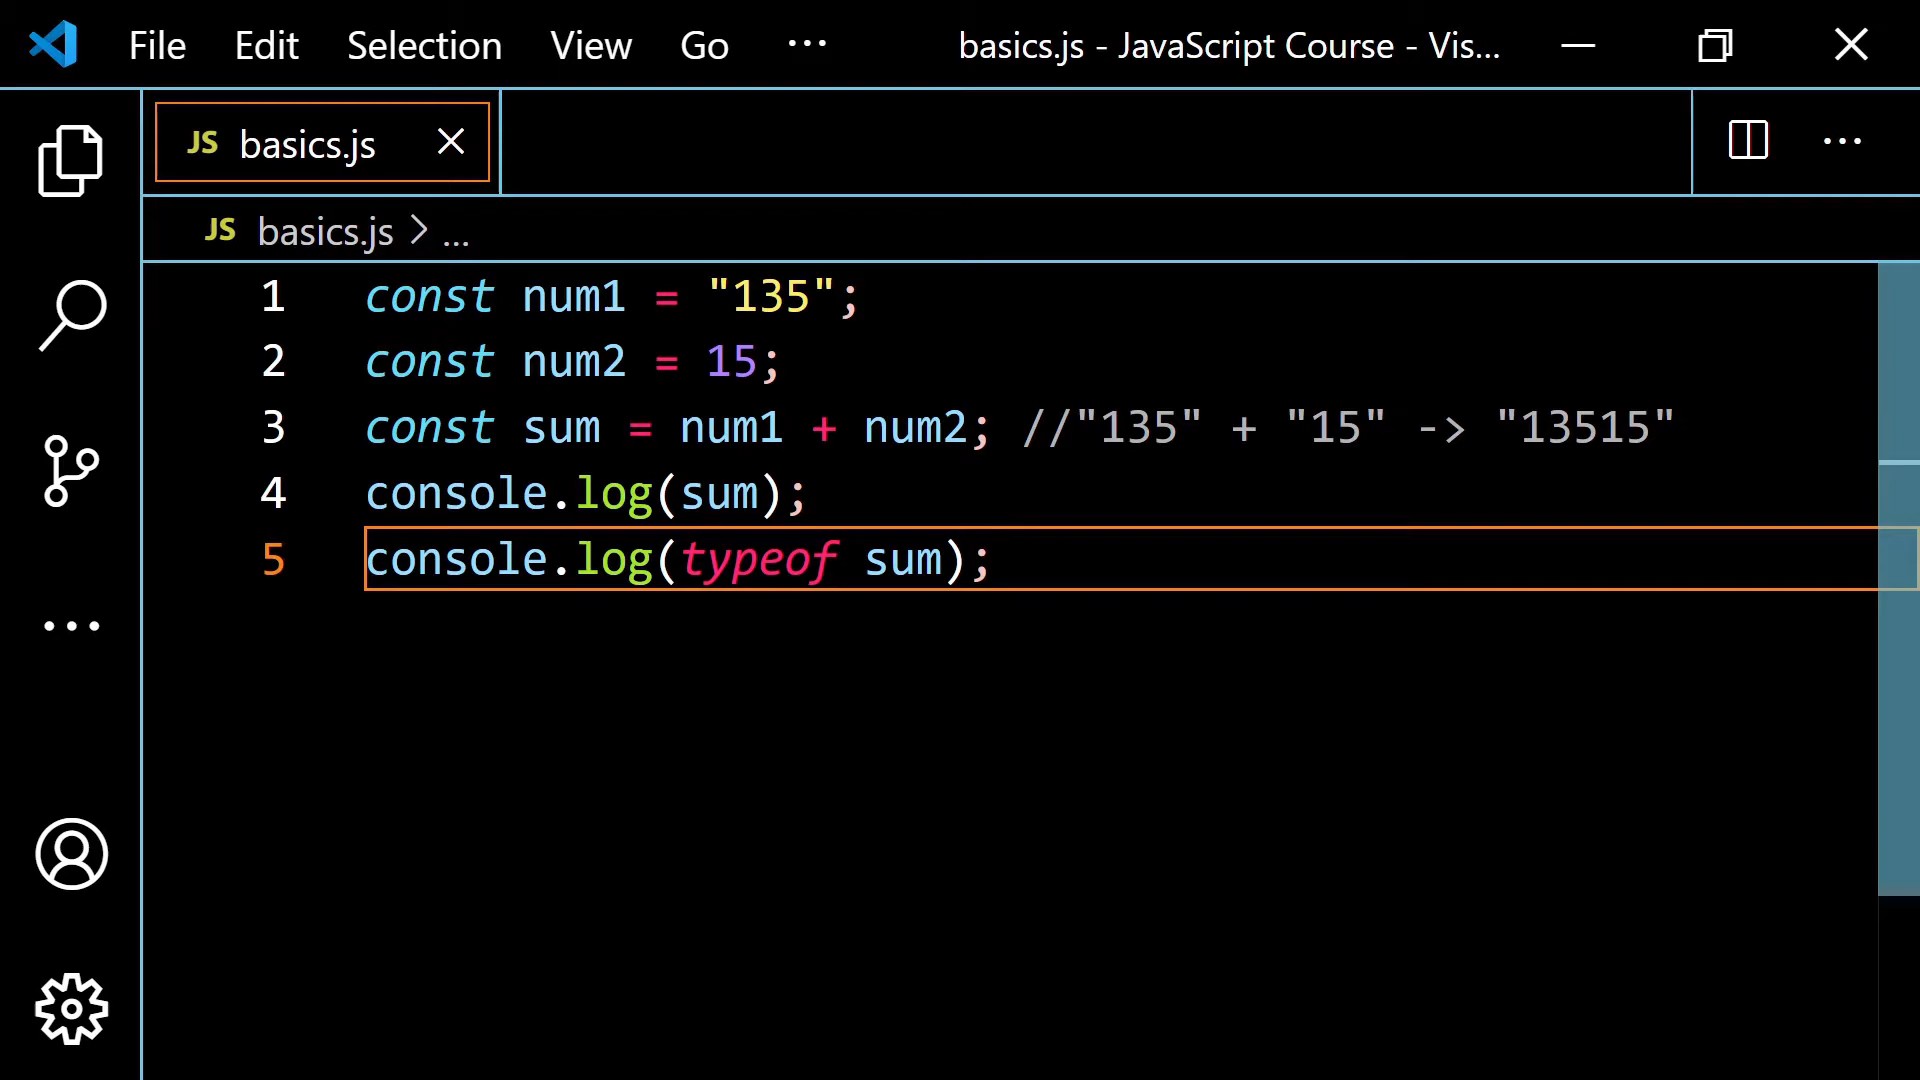 File Edit Selection View Go ... basics.js - JavaScript Course - Vis...
JS basics.js
JS basics.js > ...
1 const num1 = "135";
2 const num2 = 15;
3 const sum = num1 + num2; //"135" + "15" -> "13515"
4 console.log(sum);
5 console.log(typeof sum);